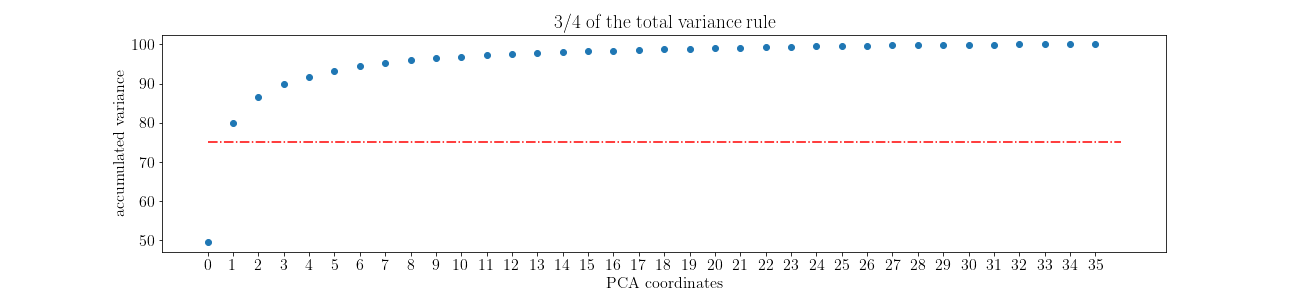 3/4 of the total variance rule
100
90
80
70
60
50
accumulated variance
0 1 2 3 4 5 6 7 8 9 10 11 12 13 14 15 16 17 18 19 20 21 22 23 24 25 26 27 28 29 30 31 32 33 34 35
PCA coordinates